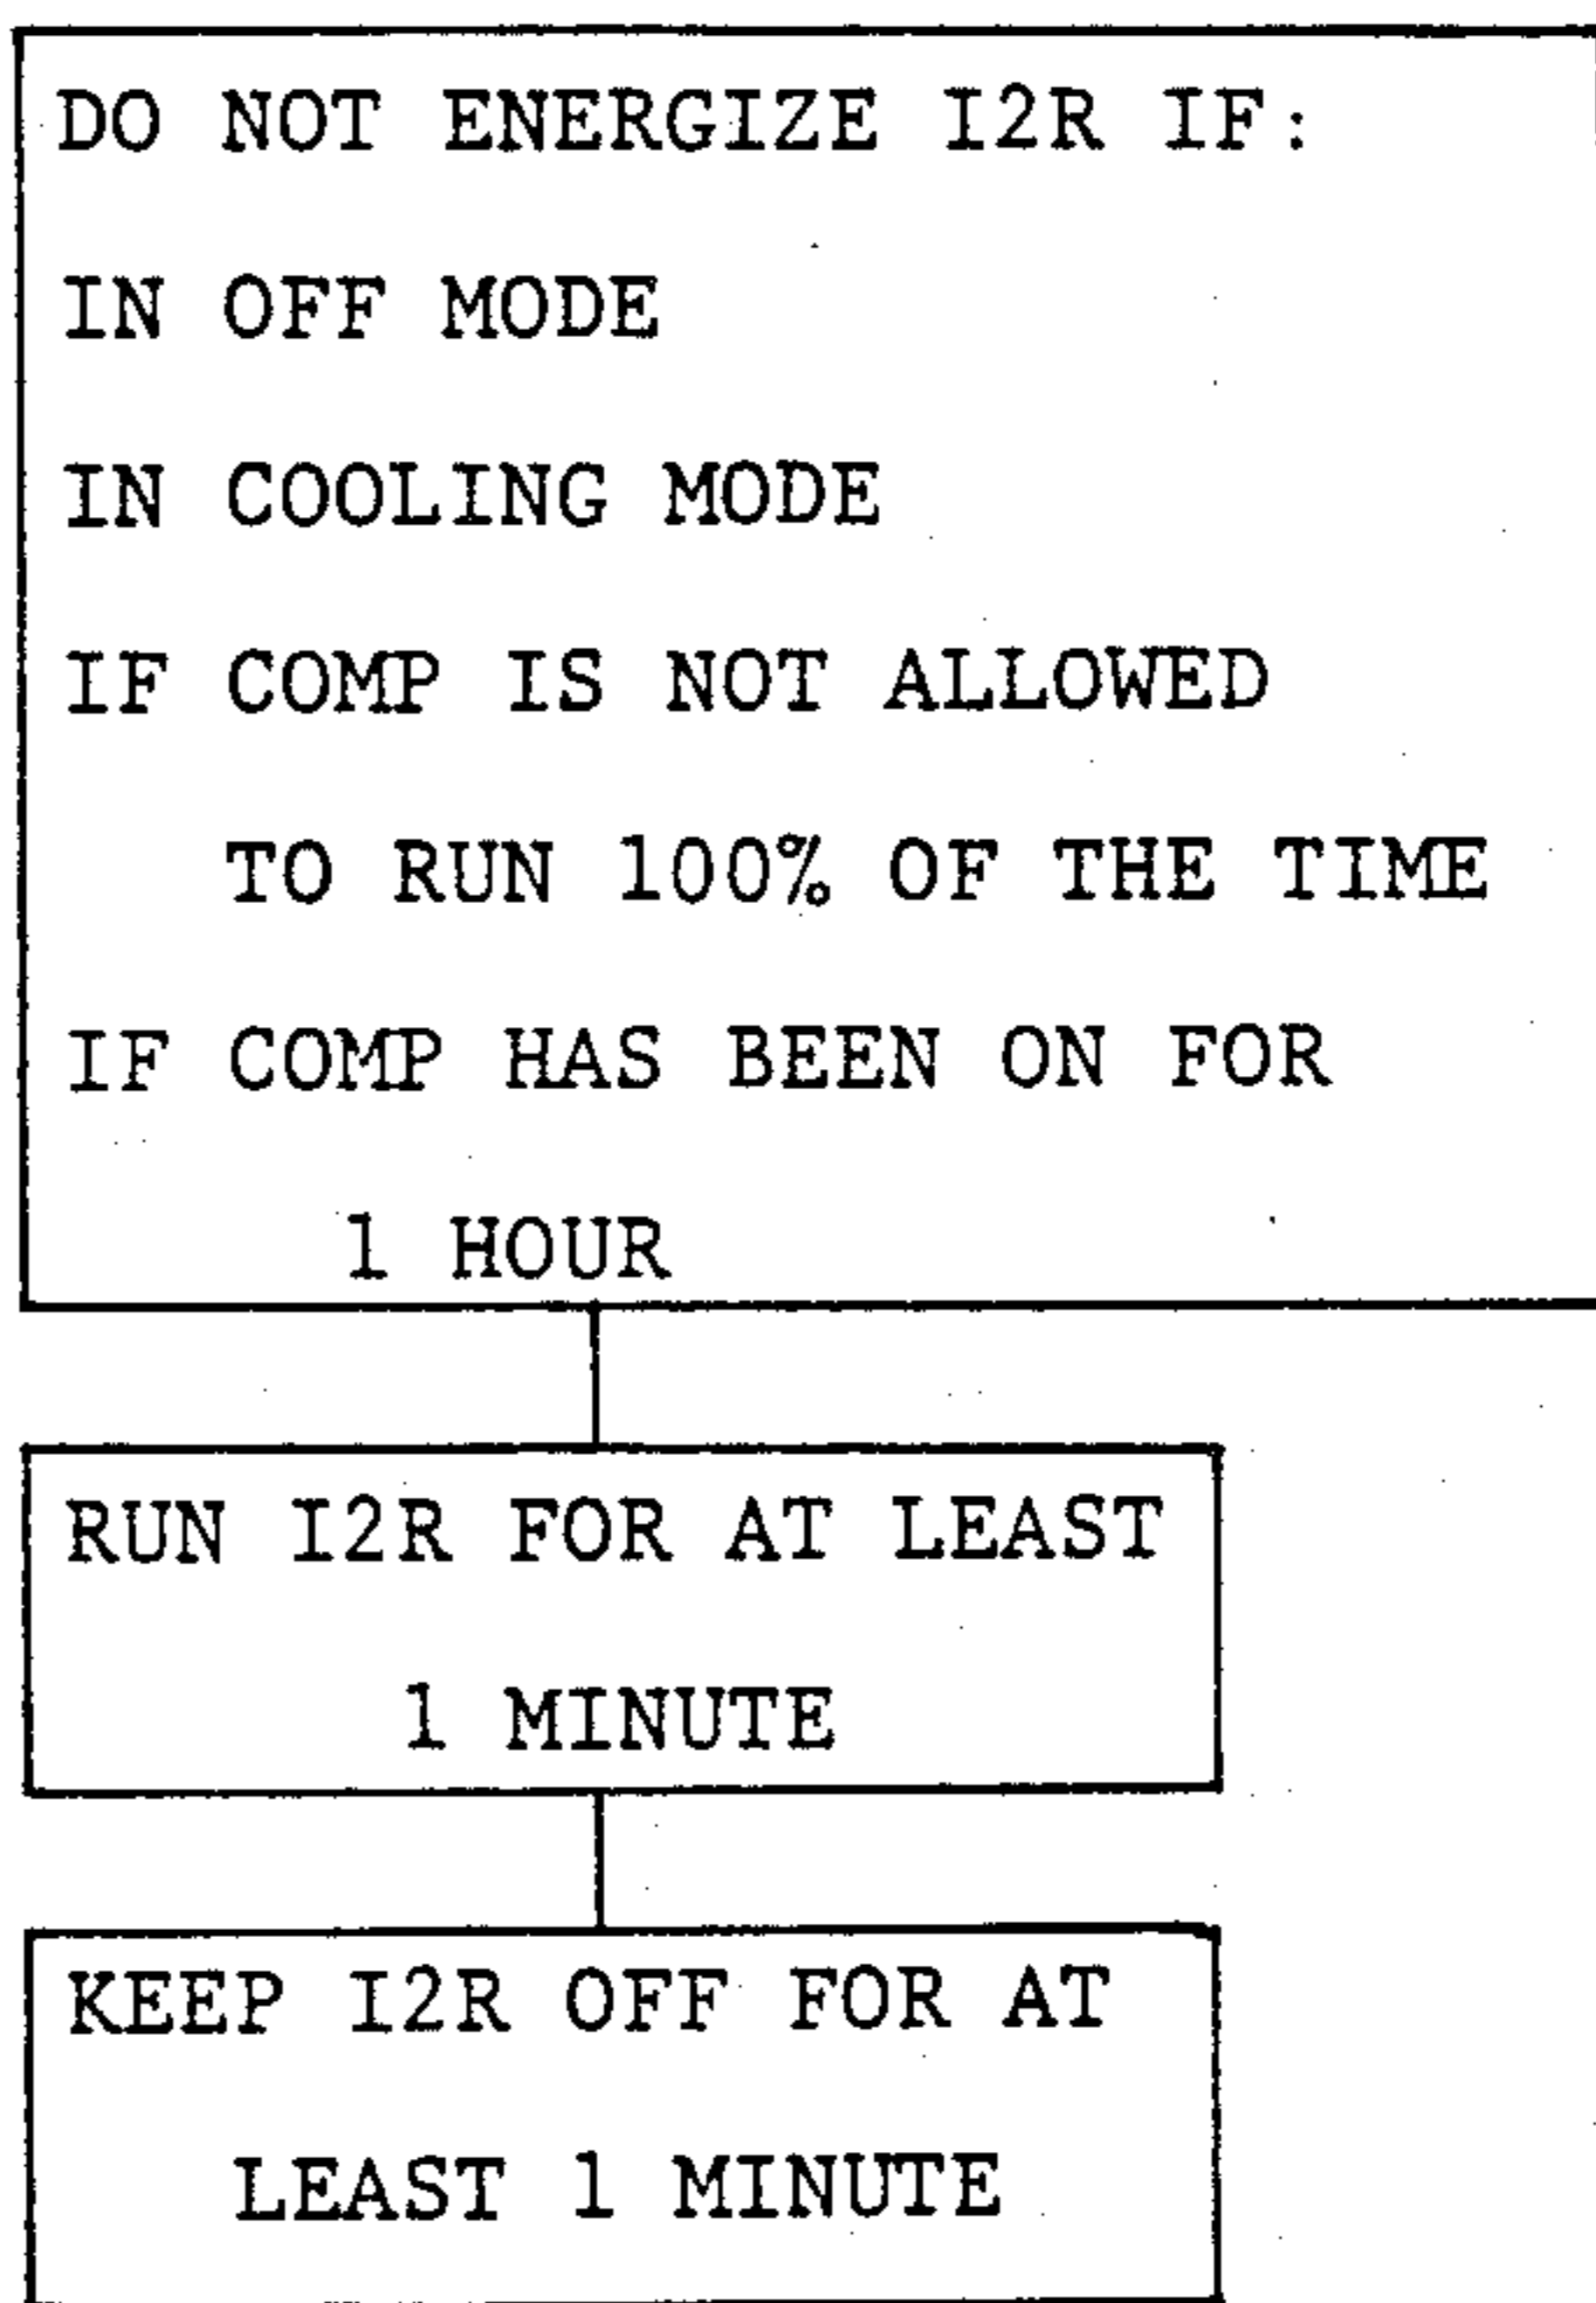 DO NOT ENERGIZE I2R IF:
IN OFF MODE
IN COOLING MODE
IF COMP IS NOT ALLOWED
TO RUN 100% OF THE TIME
IF COMP HAS BEEN ON FOR
1 HOUR
RUN I2R FOR AT LEAST
1 MINUTE
KEEP I2R OFF FOR AT
LEAST 1 MINUTE